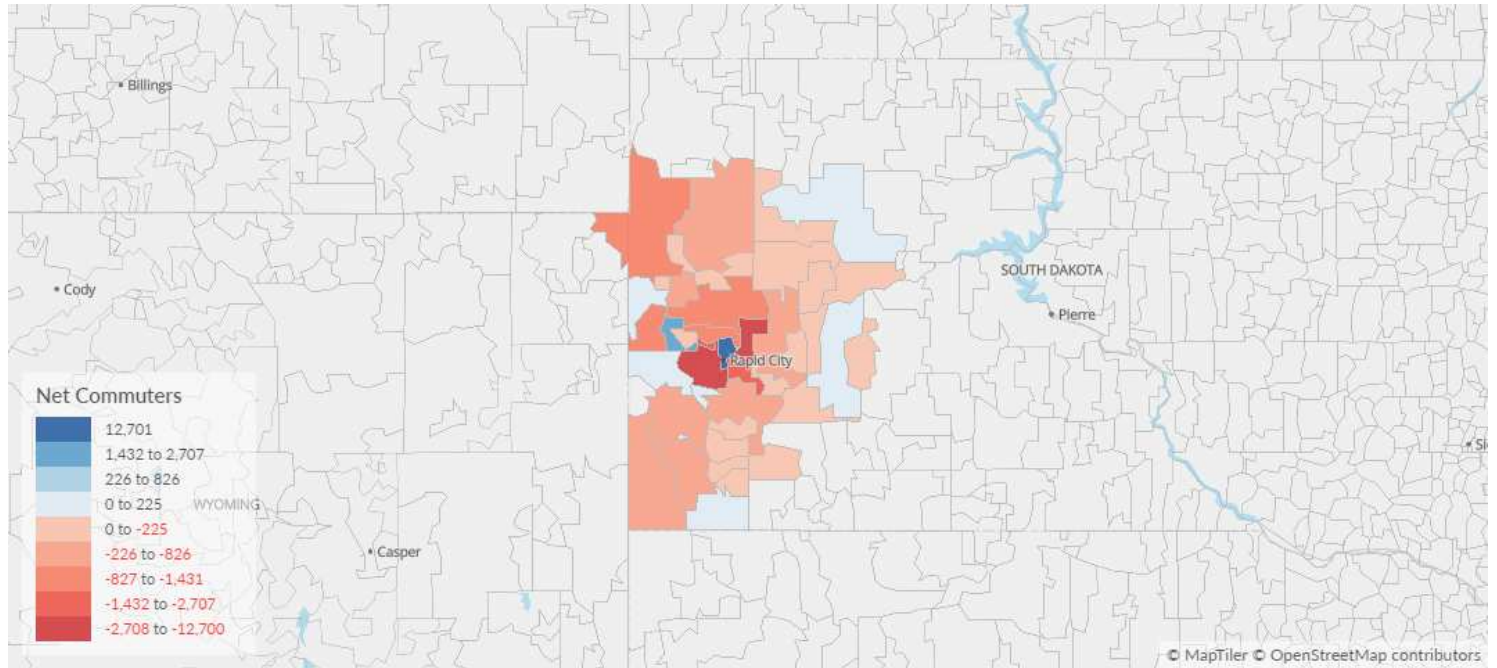 Billings
Cody
SOUTH DAKOTA
Pierre
Rapid City
Net Commuters
12,701
1,432 to 2,707
226 to 826
0 to 225
WYOMING
0 to -225
-226 to -826
Casper
-827 to -1,431
-1,432 to -2,707
-2,708 to -12,700
© MapTiler © OpenStreetMap contributors